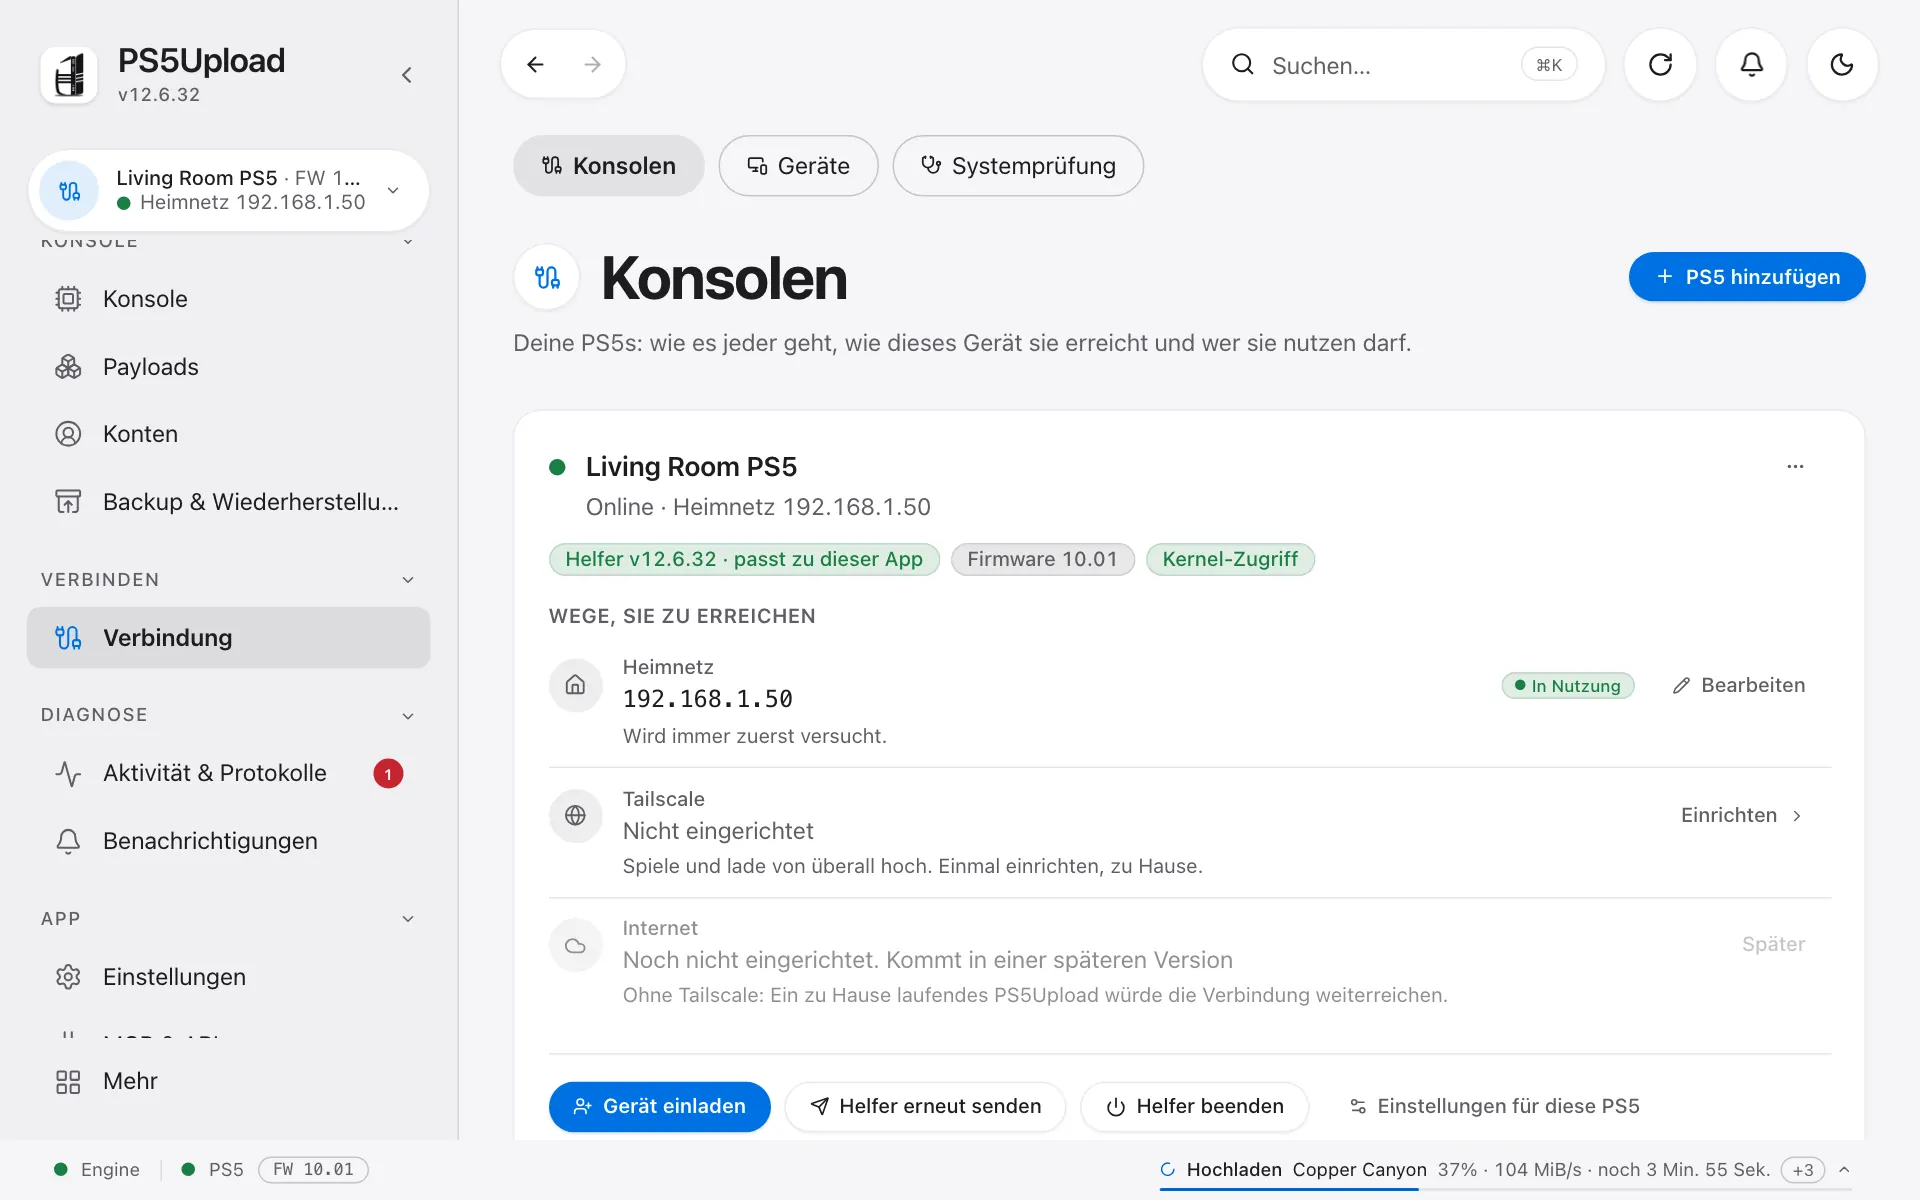 PS5Upload
v12.6.32
Living Room PS5 · FW 1...
Heimnetz 192.168.1.50
KONSOLE
Konsole
Payloads
Konten
Backup & Wiederherstellu...
VERBINDEN
Verbindung
DIAGNOSE
Aktivität & Protokolle
1
Benachrichtigungen
APP
Einstellungen
MCP & API
Mehr
Suchen...
⌘K
Konsolen
Geräte
Systemprüfung
Konsolen
PS5 hinzufügen
Deine PS5s: wie es jeder geht, wie dieses Gerät sie erreicht und wer sie nutzen darf.
Living Room PS5
Online · Heimnetz 192.168.1.50
Helfer v12.6.32 · passt zu dieser App
Firmware 10.01
Kernel-Zugriff
WEGE, SIE ZU ERREICHEN
Heimnetz
192.168.1.50
Wird immer zuerst versucht.
In Nutzung
Bearbeiten
Tailscale
Nicht eingerichtet
Spiele und lade von überall hoch. Einmal einrichten, zu Hause.
Einrichten
Internet
Noch nicht eingerichtet. Kommt in einer späteren Version
Ohne Tailscale: Ein zu Hause laufendes PS5Upload würde die Verbindung weiterreichen.
Später
Gerät einladen
Helfer erneut senden
Helfer beenden
Einstellungen für diese PS5
Engine
PS5
FW 10.01
Hochladen Copper Canyon 37% · 104 MiB/s · noch 3 Min. 55 Sek.
+3